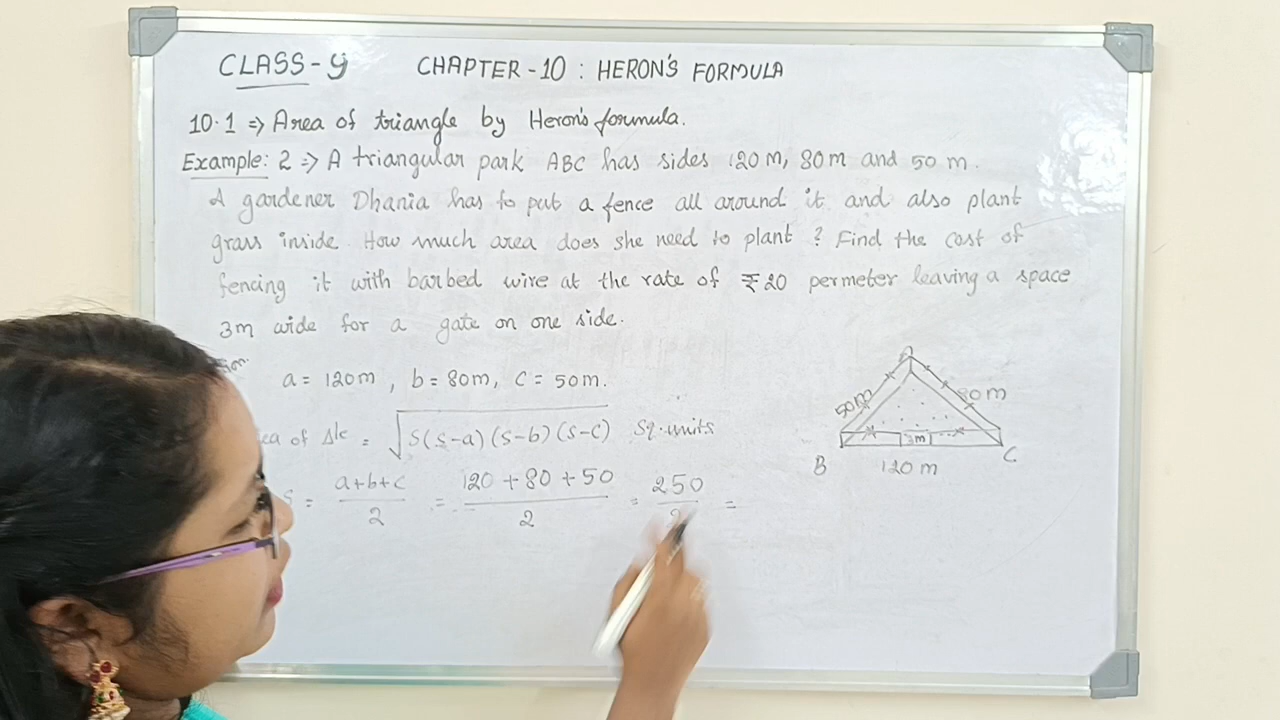 CLASS-9 CHAPTER-10 : HERON'S FORMULA
10.1 => Area of triangle by Heron's formula.
Example: 2 => A triangular park ABC has sides 120 m, 80m and 50 m.
A gardener Dhania has to put a fence all around it and also plant
grass inside. How much area does she need to plant ? Find the cost of
fencing it with barbed wire at the rate of ₹20 permeter leaving a space
3m wide for a gate on one side.
a = 120m , b = 80m, c = 50m.
of Δle = √s(s-a)(s-b)(s-c) Sq.units
s = a+b+c/2 = 120+80+50/2 = 250/2 =
50m 80m
3m
B 120 m C